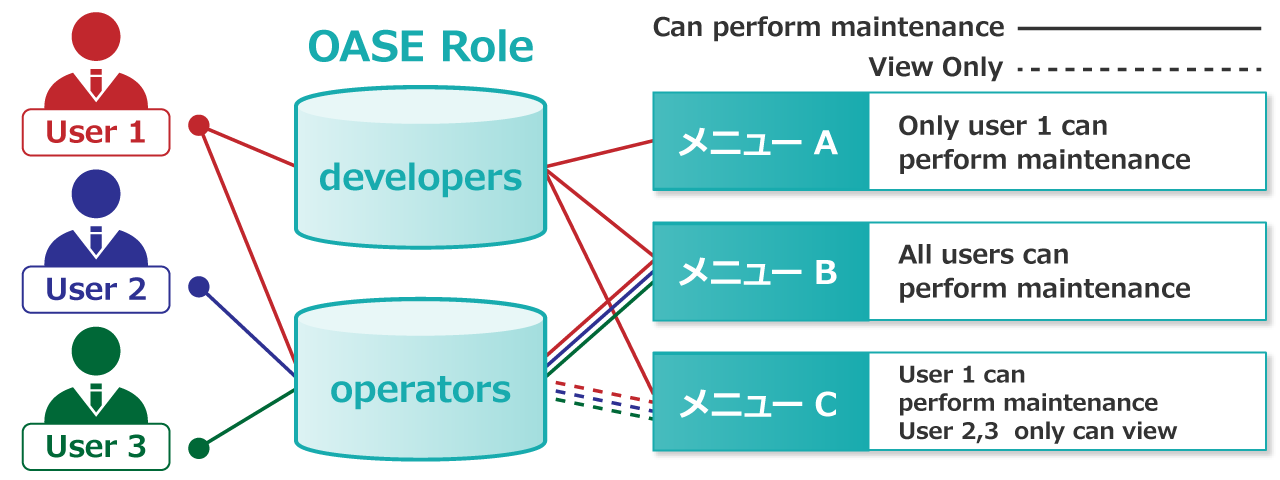 OASE Role
Can perform maintenance
View Only
User 1
User 2
User 3
developers
operators
メニュー A
Only user 1 can
perform maintenance
メニュー B
All users can
perform maintenance
メニュー C
User 1 can
perform maintenance
User 2,3 only can view